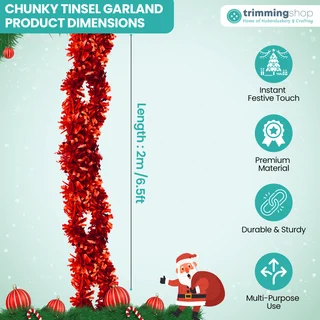 CHUNKY TINSEL GARLAND
PRODUCT DIMENSIONS
trimmingshop
Home of Haberdashery & Crafting
Length : 2m /6.5ft
Instant
Festive Touch
Premium
Material
Durable & Sturdy
Multi-Purpose
Use